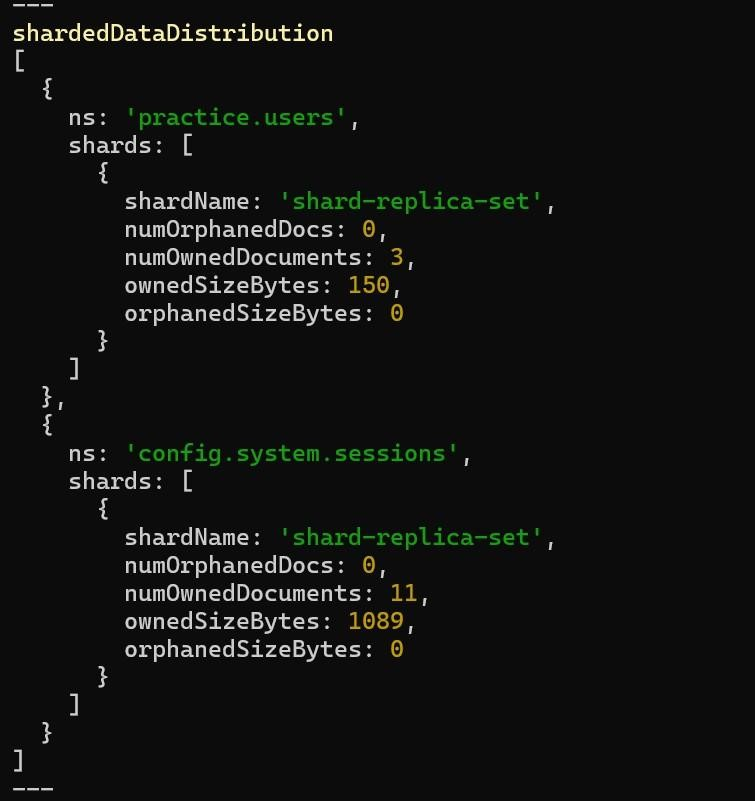 ---
shardedDataDistribution
[
  {
    ns: 'practice.users',
    shards: [
      {
        shardName: 'shard-replica-set',
        numOrphanedDocs: 0,
        numOwnedDocuments: 3,
        ownedSizeBytes: 150,
        orphanedSizeBytes: 0
      }
    ]
  },
  {
    ns: 'config.system.sessions',
    shards: [
      {
        shardName: 'shard-replica-set',
        numOrphanedDocs: 0,
        numOwnedDocuments: 11,
        ownedSizeBytes: 1089,
        orphanedSizeBytes: 0
      }
    ]
  }
]
---